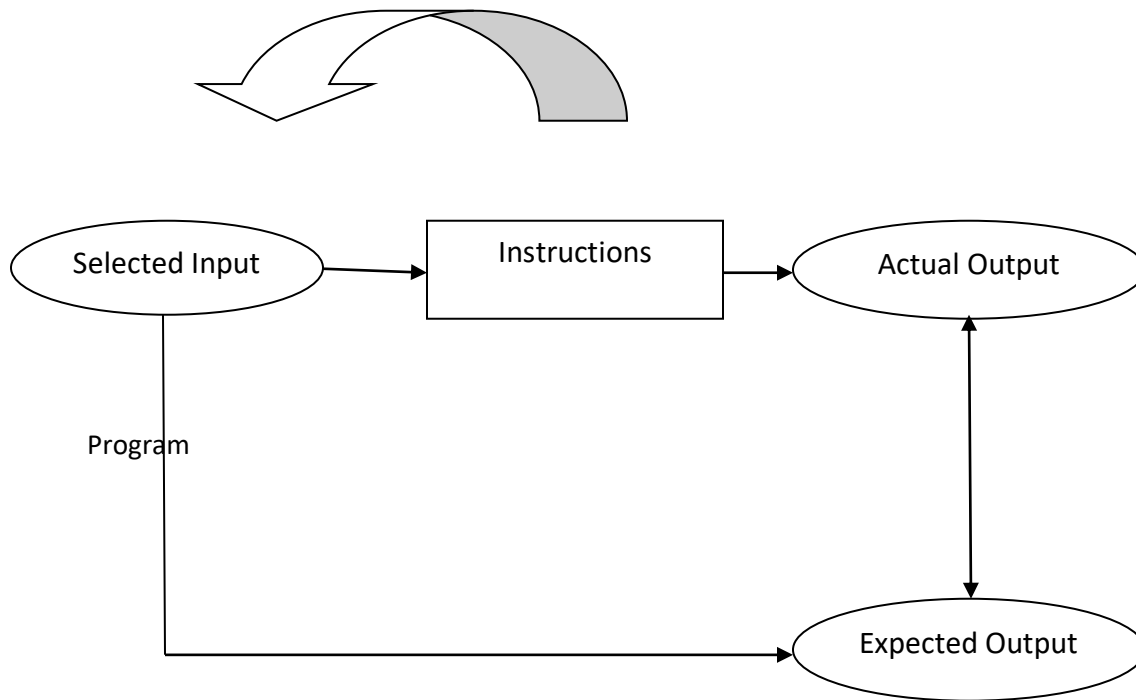 Selected Input
Instructions
Actual Output
Program
Expected Output